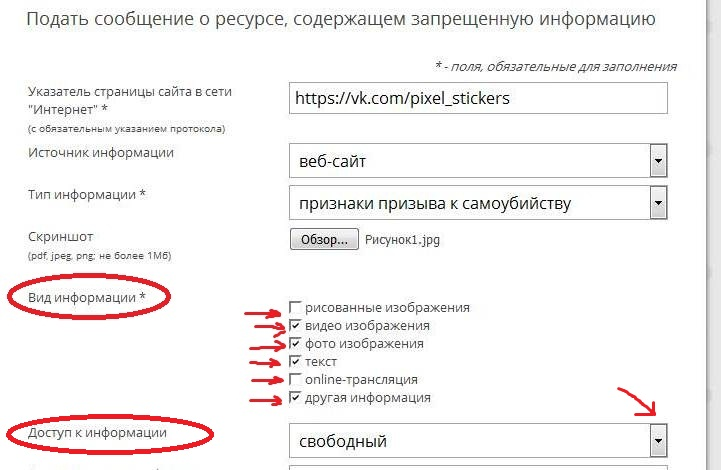 Подать сообщение о ресурсе, содержащем запрещенную информацию
* - поля, обязательные для заполнения
Указатель страницы сайта в сети
"Интернет" *
(с обязательным указанием протокола)
https://vk.com/pixel_stickers
Источник информации
веб-сайт
Тип информации *
признаки призыва к самоубийству
Скриншот
(pdf, jpeg, png; не более 1Мб)
Обзор... Рисунок1.jpg
Вид информации *
рисованные изображения
видео изображения
фото изображения
текст
online-трансляция
другая информация
Доступ к информации
свободный